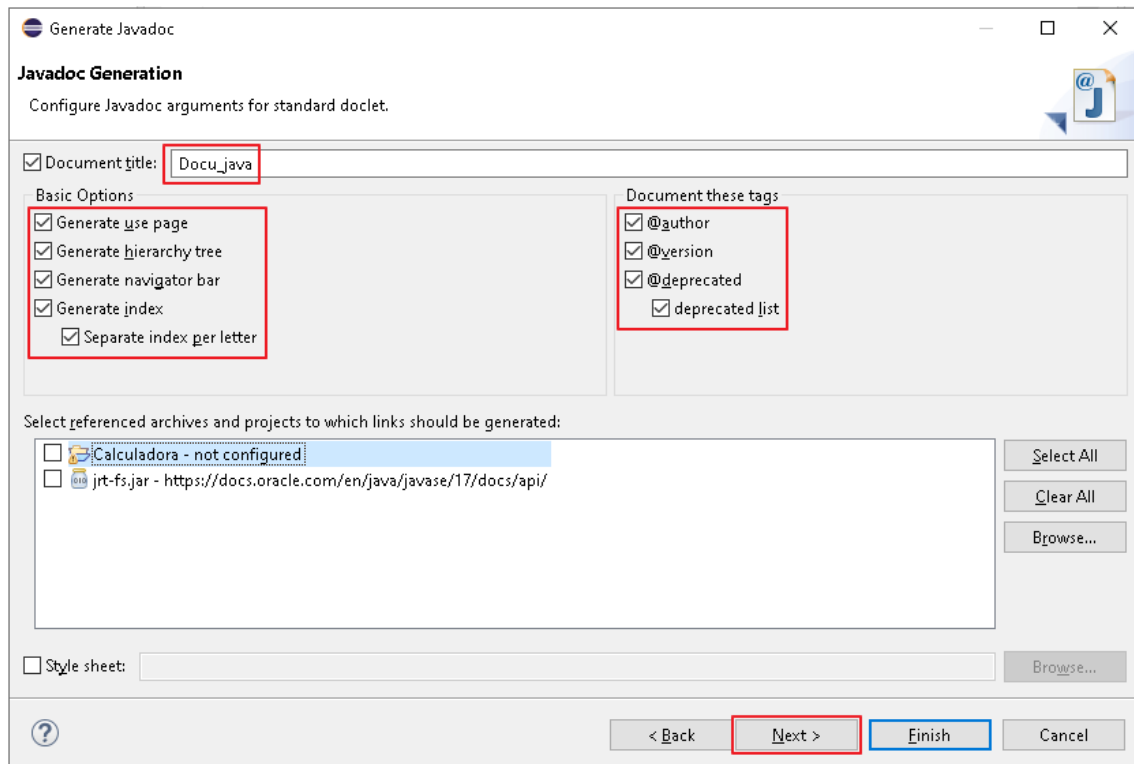 Generate Javadoc
Javadoc Generation
Configure Javadoc arguments for standard doclet.
Document title: Docu_java
Basic Options
Generate use page
Generate hierarchy tree
Generate navigator bar
Generate index
Separate index per letter
Document these tags
@author
@version
@deprecated
deprecated list
Select referenced archives and projects to which links should be generated:
Calculadora - not configured
jrt-fs.jar - https://docs.oracle.com/en/java/javase/17/docs/api/
Select All
Clear All
Browse...
Style sheet:
Browse...
< Back
Next >
Finish
Cancel